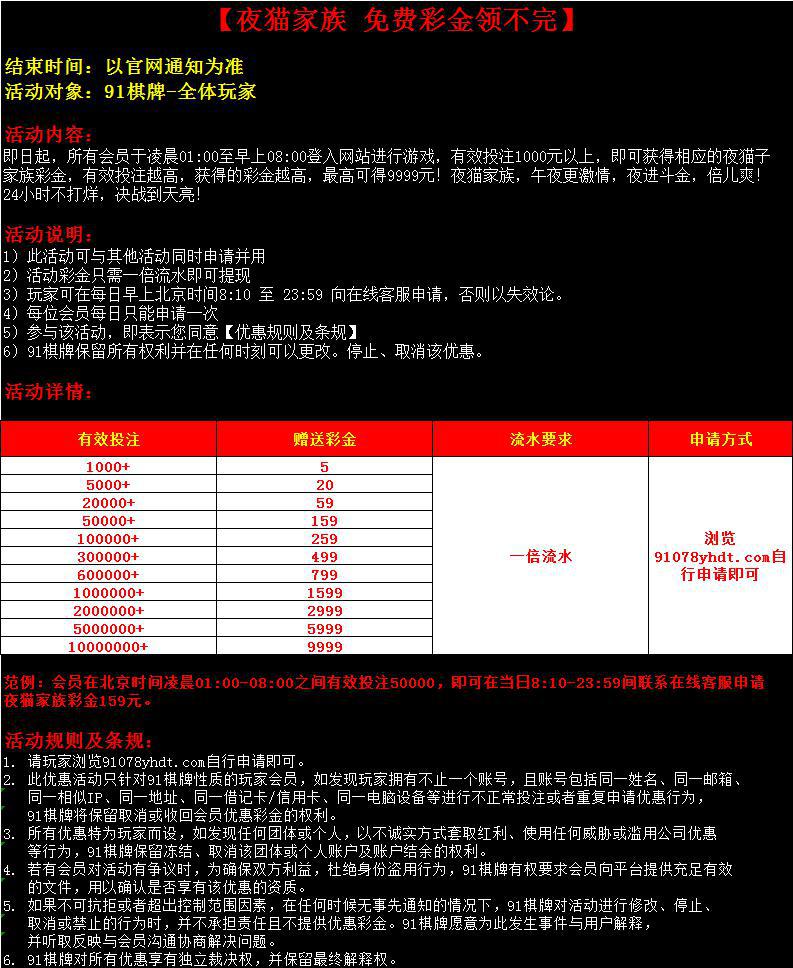 【夜猫家族 免费彩金领不完】
结束时间：以官网通知为准
活动对象：91棋牌-全体玩家
活动内容：
即日起，所有会员于凌晨01:00至早上08:00登入网站进行游戏，有效投注1000元以上，即可获得相应的夜猫子
家族彩金，有效投注越高，获得的彩金越高，最高可得9999元！夜猫家族，午夜更激情，夜进斗金，倍儿爽！
24小时不打烊，决战到天亮！
活动说明：
1）此活动可与其他活动同时申请并用
2）活动彩金只需一倍流水即可提现
3）玩家可在每日早上北京时间8:10 至 23:59 向在线客服申请，否则以失效论。
4）每位会员每日只能申请一次
5）参与该活动，即表示您同意【优惠规则及条规】
6）91棋牌保留所有权利并在任何时刻可以更改。停止、取消该优惠。
活动详情：
有效投注 赠送彩金 流水要求 申请方式
1000+ 5
5000+ 20
20000+ 59
50000+ 159
100000+ 259
300000+ 499
600000+ 799
1000000+ 1599
2000000+ 2999
5000000+ 5999
10000000+ 9999
一倍流水
浏览
91078yhdt.com自
行申请即可
范例：会员在北京时间凌晨01:00-08:00之间有效投注50000，即可在当日8:10-23:59间联系在线客服申请
夜猫家族彩金159元。
活动规则及条规：
1. 请玩家浏览91078yhdt.com自行申请即可。
2. 此优惠活动只针对91棋牌性质的玩家会员，如发现玩家拥有不止一个账号，且账号包括同一姓名、同一邮箱、
同一相似IP、同一地址、同一借记卡/信用卡、同一电脑设备等进行不正常投注或者重复申请优惠行为，
91棋牌将保留取消或收回会员优惠彩金的权利。
3. 所有优惠特为玩家而设，如发现任何团体或个人，以不诚实方式套取红利、使用任何威胁或滥用公司优惠
等行为，91棋牌保留冻结、取消该团体或个人账户及账户结余的权利。
4. 若有会员对活动有争议时，为确保双方利益，杜绝身份盗用行为，91棋牌有权要求会员向平台提供充足有效
的文件，用以确认是否享有该优惠的资质。
5. 如果不可抗拒或者超出控制范围因素，在任何时候无事先通知的情况下，91棋牌对活动进行修改、停止、
取消或禁止的行为时，并不承担责任且不提供优惠彩金。91棋牌愿意为此发生事件与用户解释，
并听取反映与会员沟通协商解决问题。
6. 91棋牌对所有优惠享有独立裁决权，并保留最终解释权。